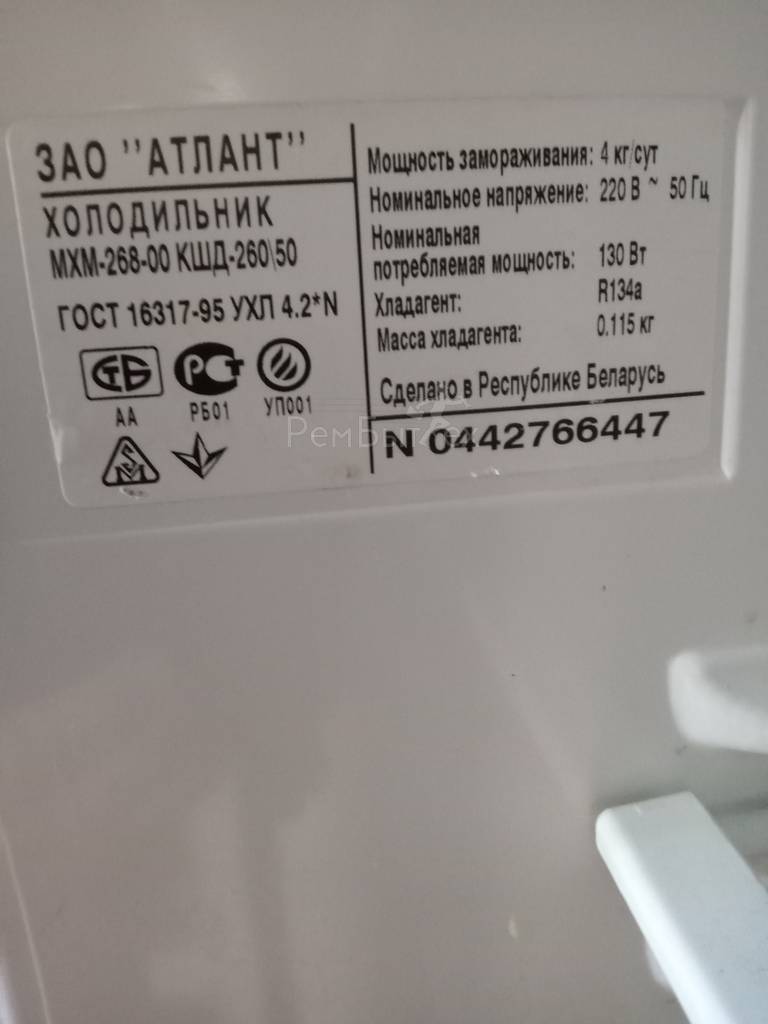 ЗАО "АТЛАНТ"
ХОЛОДИЛЬНИК
МХМ-268-00 КШД-260\50
ГОСТ 16317-95 УХЛ 4.2*N
СТБ РСТ
АА РБ01 УП001
Мощность замораживания: 4 кг/сут
Номинальное напряжение: 220 В ~ 50 Гц
Номинальная
потребляемая мощность: 130 Вт
Хладагент: R134a
Масса хладагента: 0.115 кг
Сделано в Республике Беларусь
N 0442766447